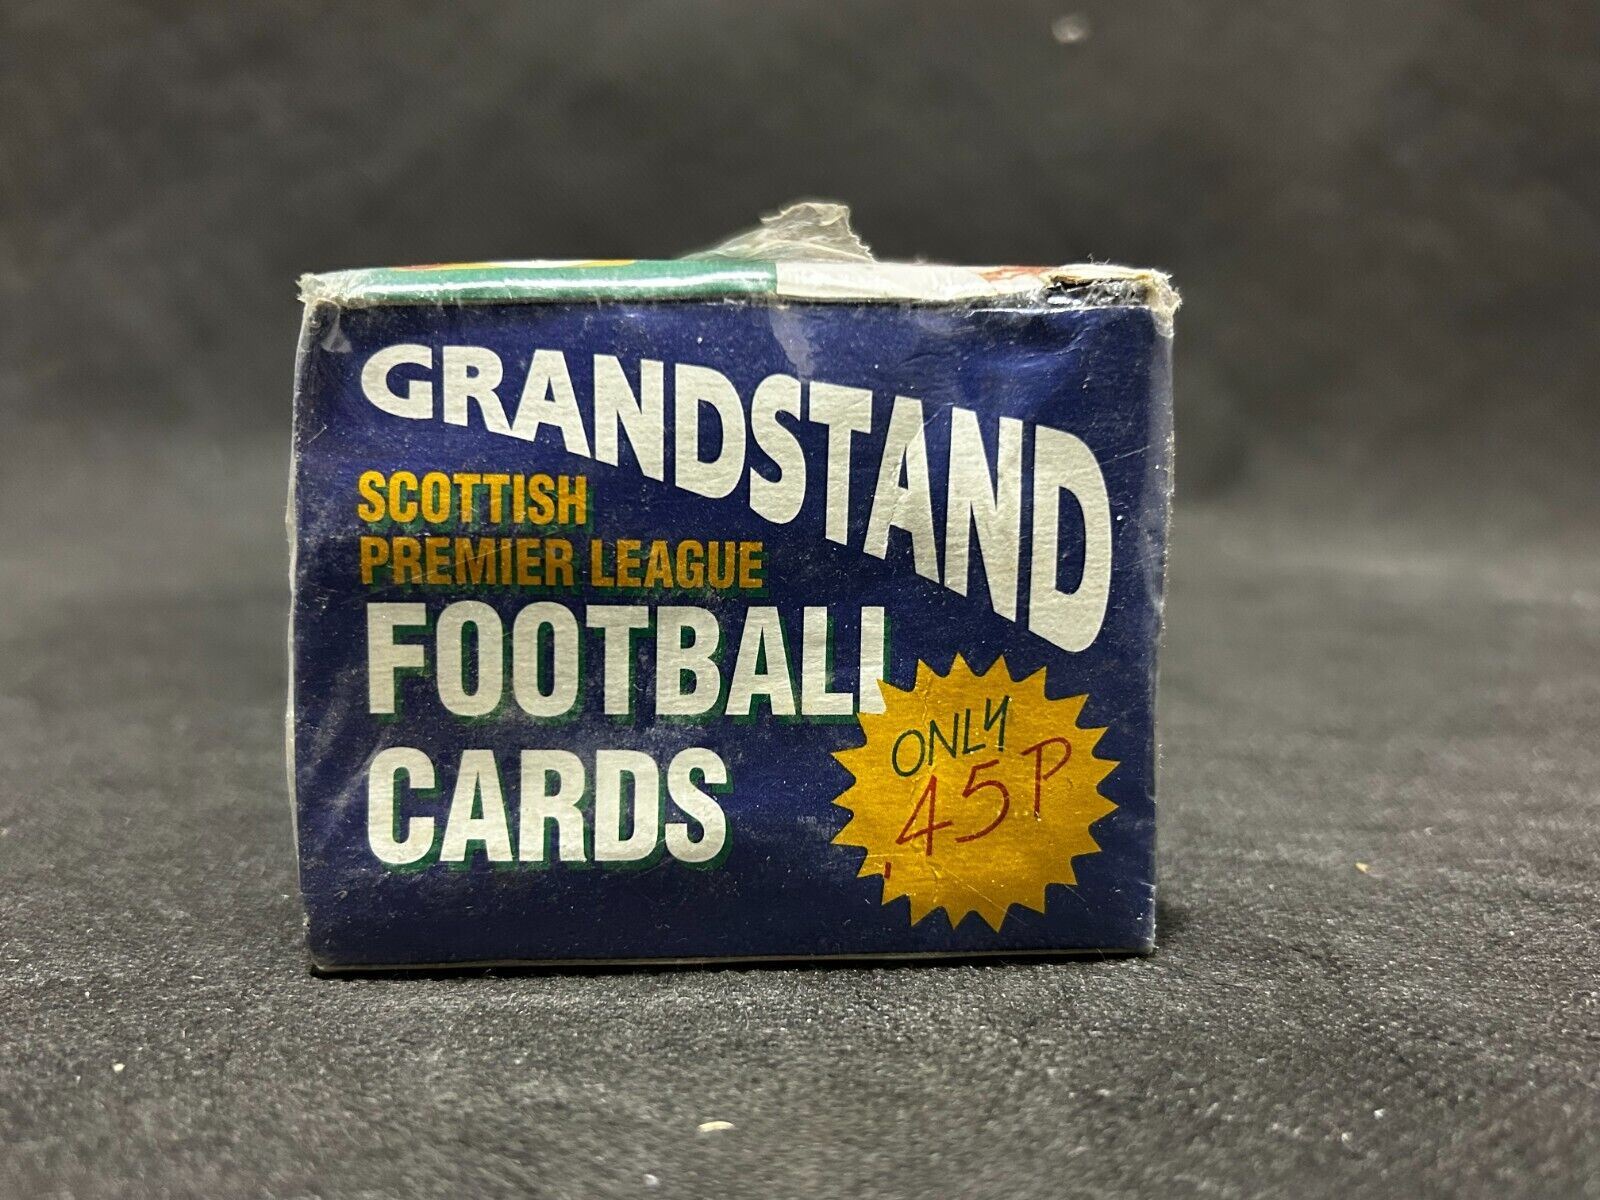 GRANDSTAND
SCOTTISH
PREMIER LEAGUE
FOOTBALL
CARDS
ONLY
.45P